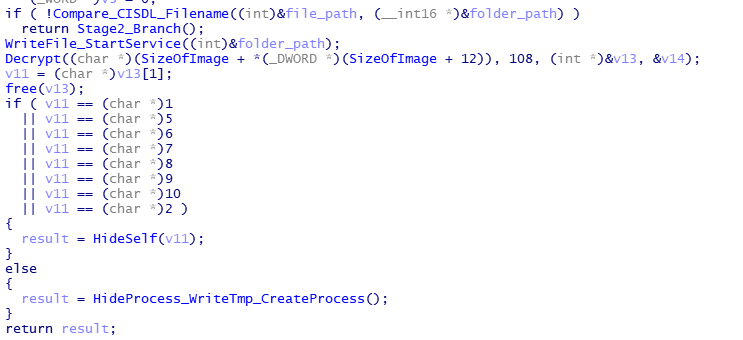 if ( !Compare_CISDL_Filename((int)&file_path, (__int16 *)&folder_path) )
return Stage2_Branch();
WriteFile_StartService((int)&folder_path);
Decrypt((char *)(SizeOfImage + *(_DWORD *)(SizeOfImage + 12)), 108, (int *)&v13, &v14);
v11 = (char *)v13[1];
free(v13);
if ( v11 == (char *)1
|| v11 == (char *)5
|| v11 == (char *)6
|| v11 == (char *)7
|| v11 == (char *)8
|| v11 == (char *)9
|| v11 == (char *)10
|| v11 == (char *)2 )
{
result = HideSelf(v11);
}
else
{
result = HideProcess_WriteTmp_CreateProcess();
}
return result;